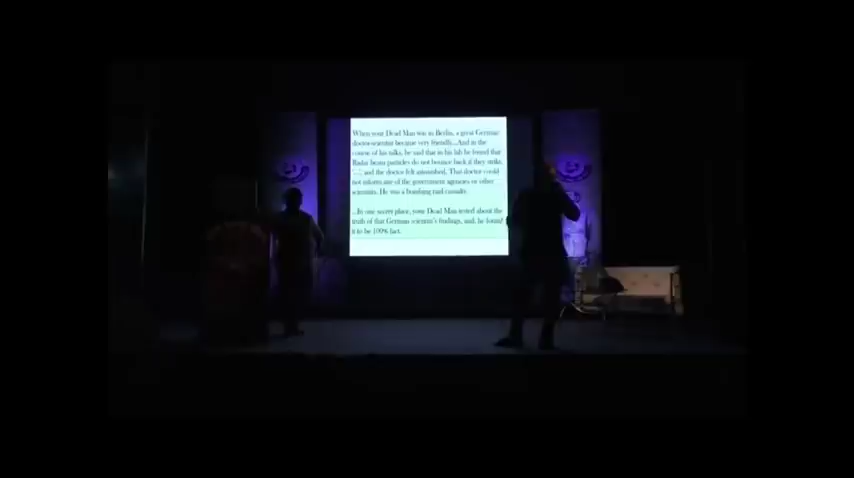 When your Dead Man was in Berlin, a great German
doctor-scientist became very friendly...And in the
course of his talks, he said that in his lab he found that
Radar beam particles do not bounce back if they strike
'....', and the doctor felt astonished. That doctor could
not inform any of the government agencies or other
scientists. He was a bombing raid casualty.
...In one secret place, your Dead Man tested about the
truth of that German scientist's findings, and, he found
it to be 100% fact.